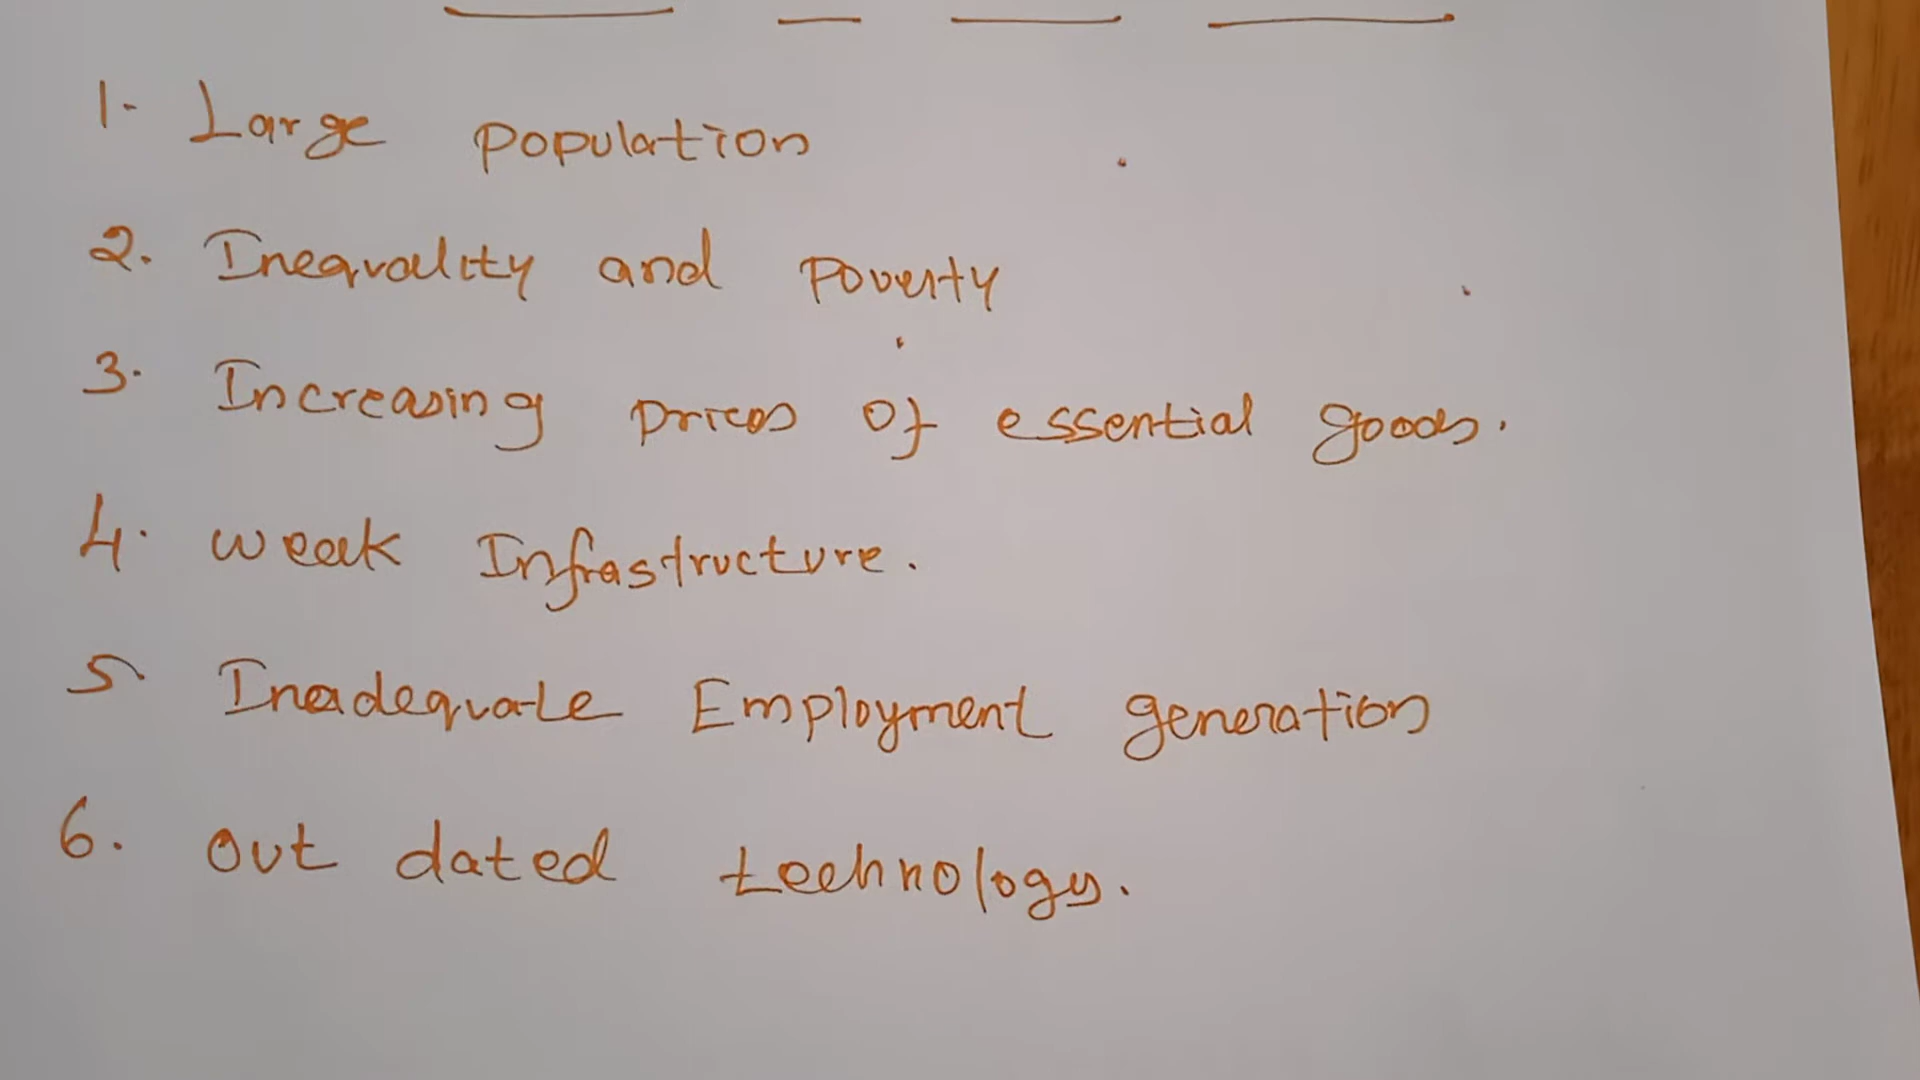 1. Large population
2. Inequality and Poverty
3. Increasing prices of essential goods.
4. weak Infrastructure.
5. Inadequate Employment generation
6. Out dated technology.